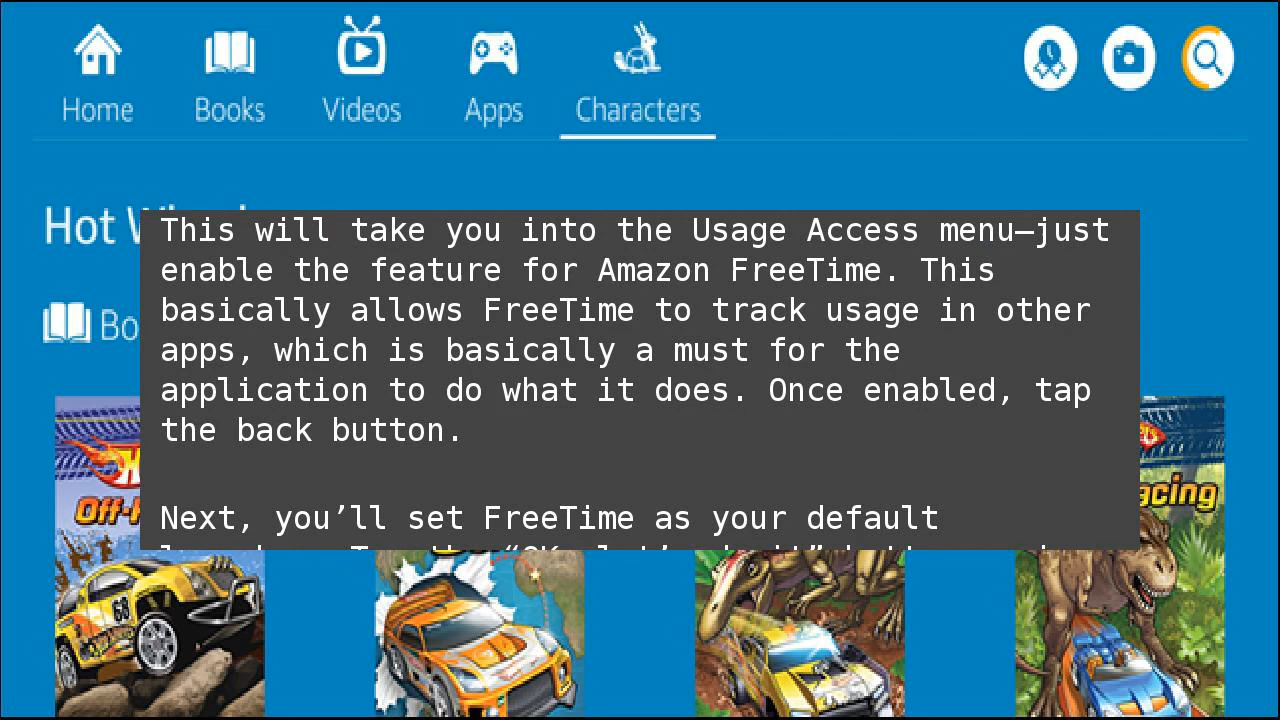 Home Books Videos Apps Characters
Hot
This will take you into the Usage Access menu—just
enable the feature for Amazon FreeTime. This
basically allows FreeTime to track usage in other
apps, which is basically a must for the
application to do what it does. Once enabled, tap
the back button.
Next, you’ll set FreeTime as your default
Bo
Off-
acing
68